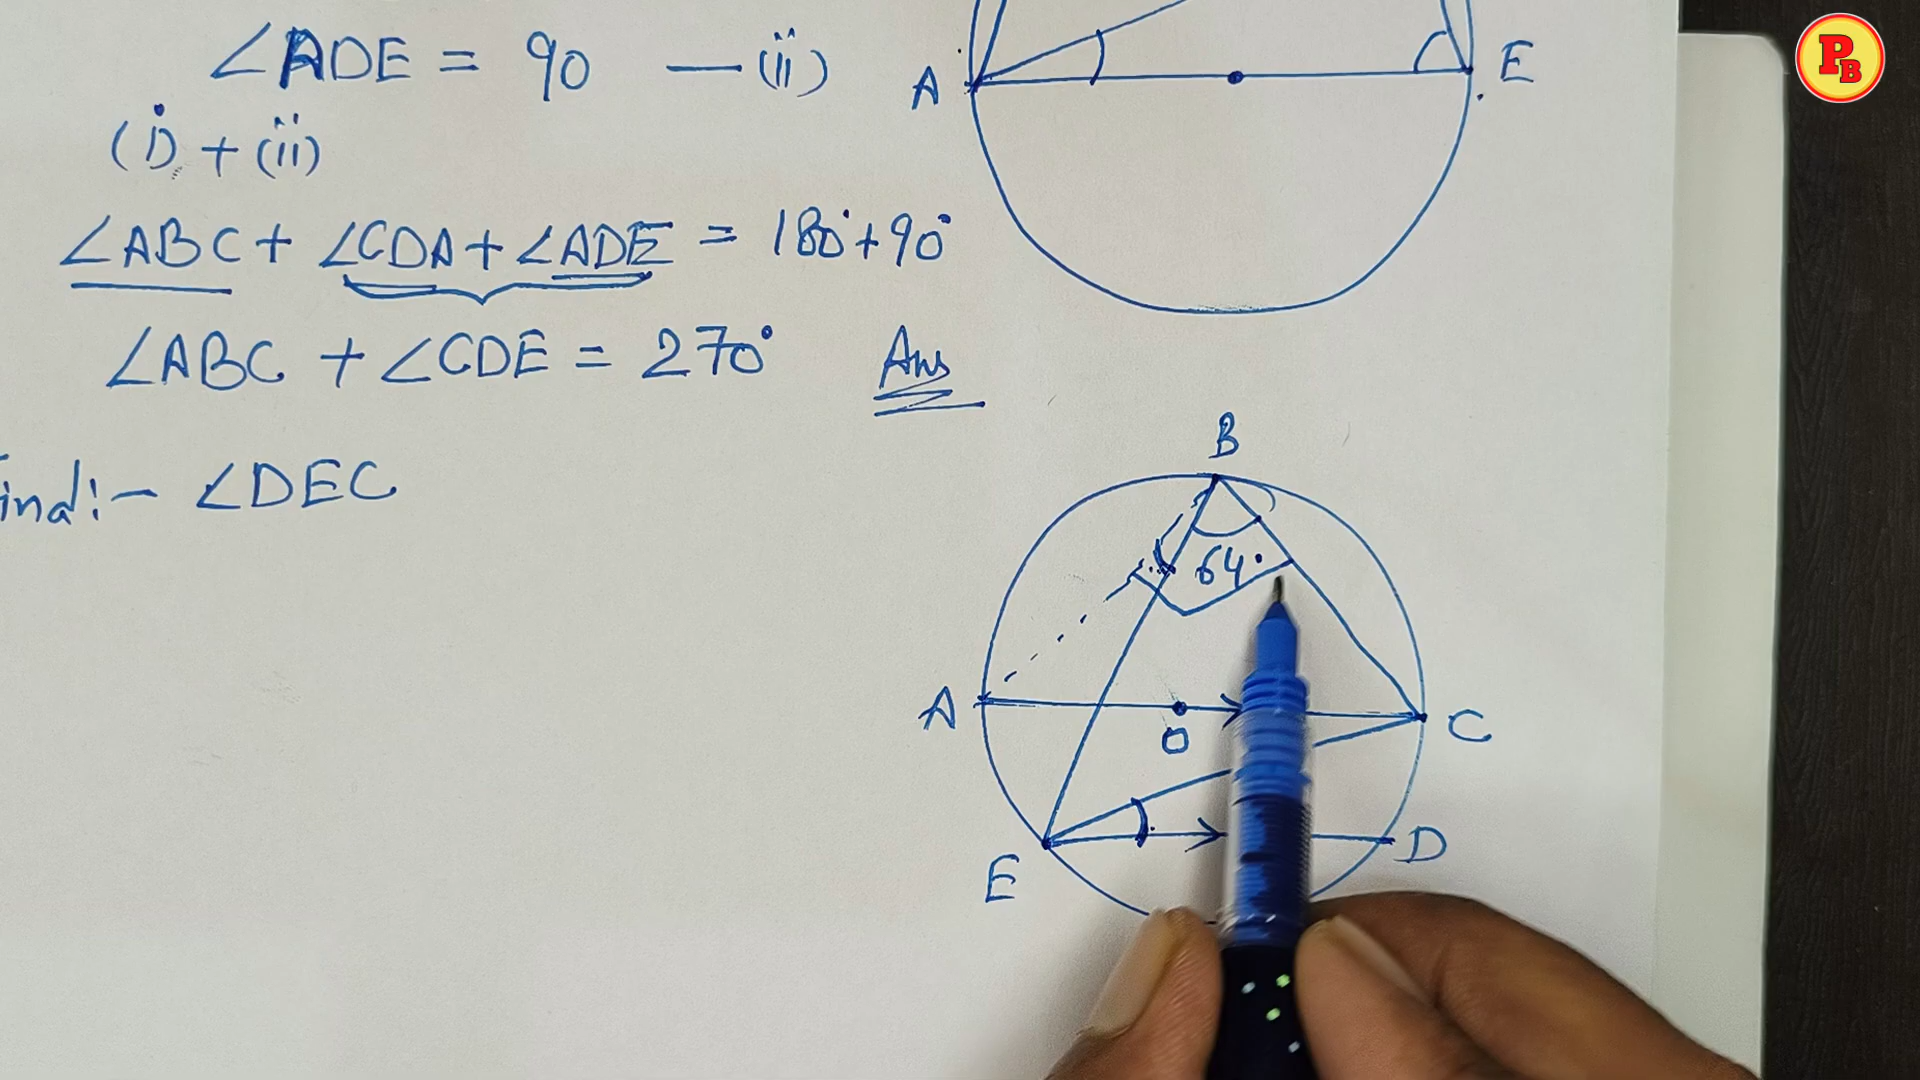 ∠ADE = 90 — (ii)
(i) + (ii)
∠ABC + ∠CDA + ∠ADE = 180° + 90°
∠ABC + ∠CDE = 270° Ans
ind:- ∠DEC
A
E
B
64°
A
O
C
E
D
PB